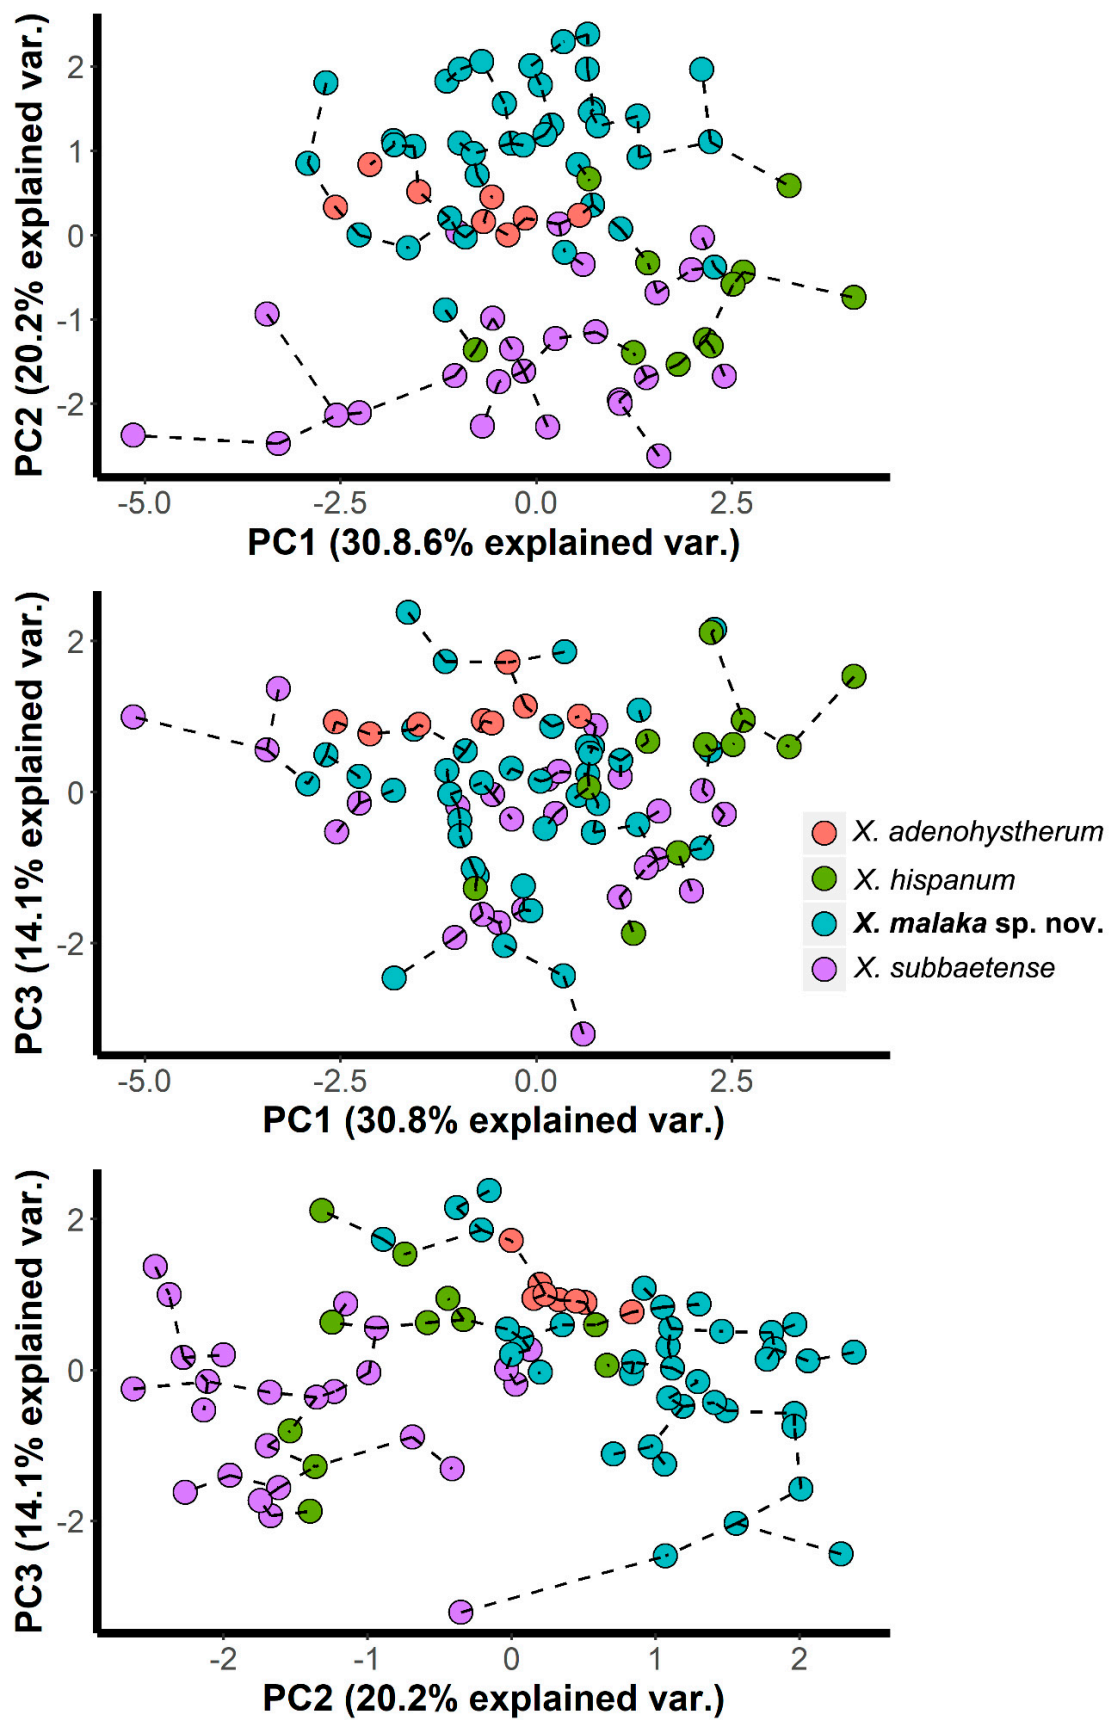 PC2 (20.2% explained var.)
2
1
0
-1
-2
-5.0 -2.5 0.0 2.5
PC1 (30.8.6% explained var.)
PC3 (14.1% explained var.)
2
0
-2
X. adenohystherum
X. hispanum
X. malaka sp. nov.
X. subbaetense
-5.0 -2.5 0.0 2.5
PC1 (30.8% explained var.)
PC3 (14.1% explained var.)
2
0
-2
-2 -1 0 1 2
PC2 (20.2% explained var.)